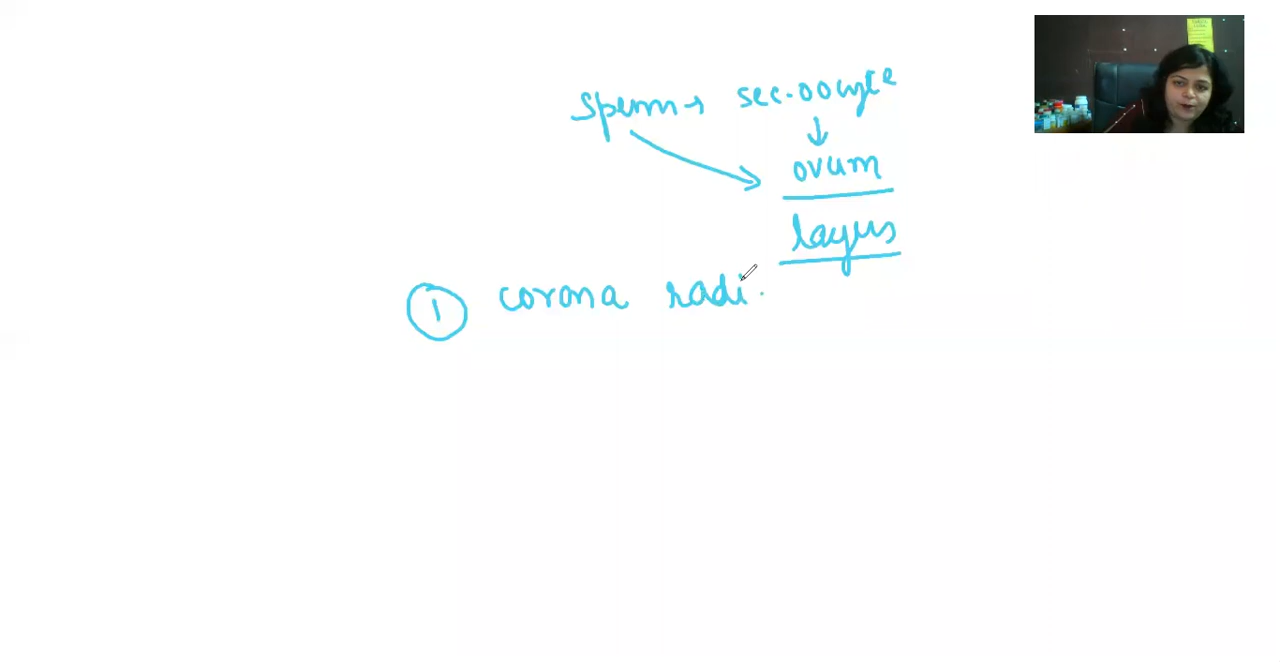 Sperm → sec. oocyte
↓
ovum
layers
① corona radi.